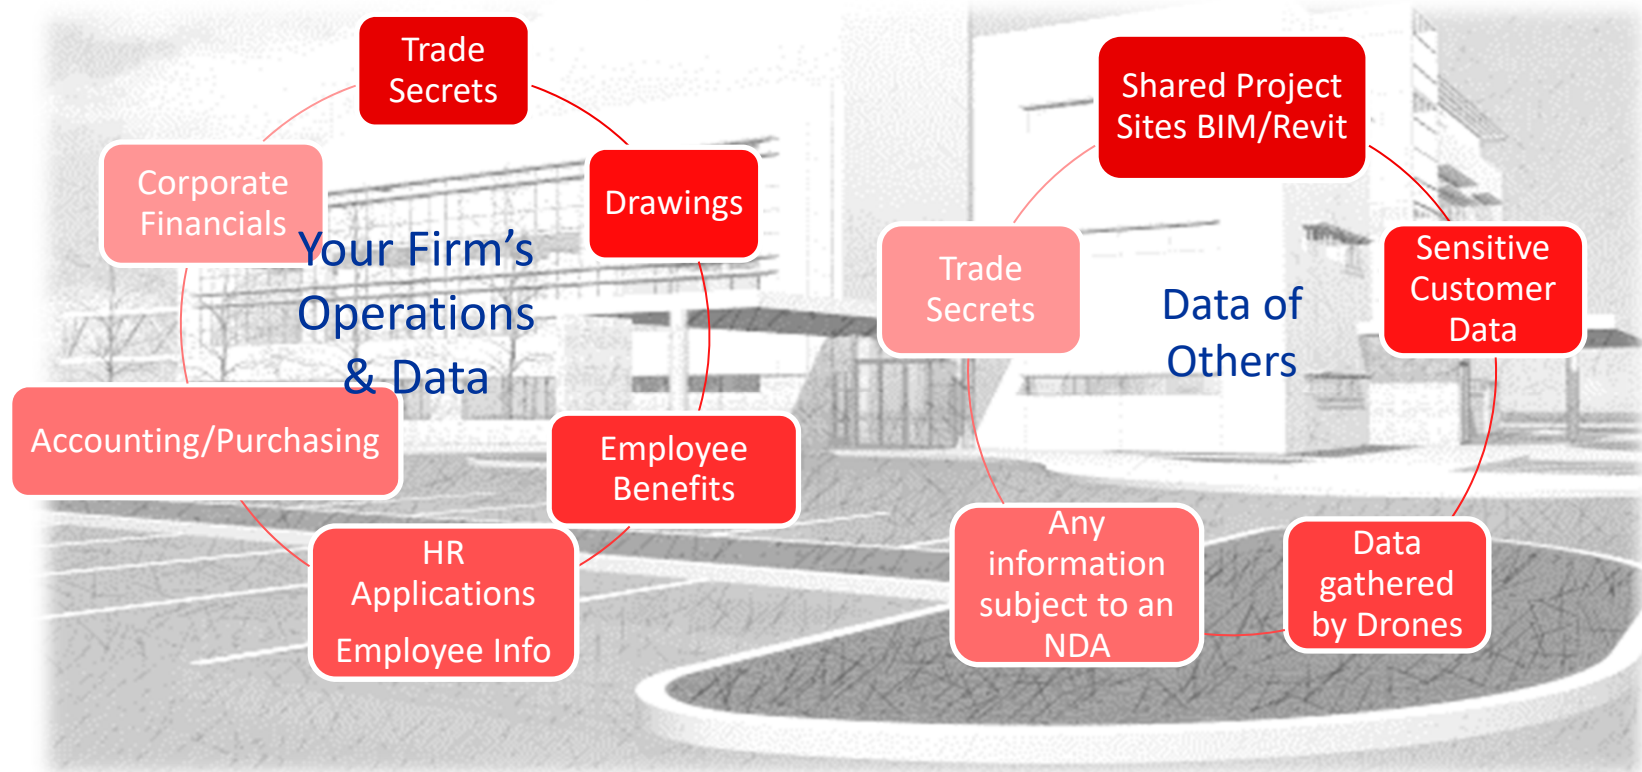 Trade
Secrets
Drawings
Employee
Benefits
HR
Applications
Employee Info
Accounting/Purchasing
Corporate
Financials
Your Firm’s
Operations
& Data
Shared Project
Sites BIM/Revit
Sensitive
Customer
Data
Data
gathered
by Drones
Any
information
subject to an
NDA
Trade
Secrets
Data of
Others